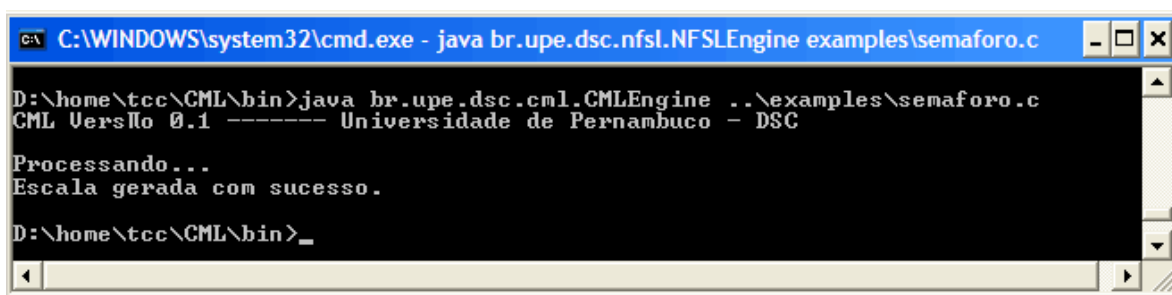 C:\WINDOWS\system32\cmd.exe - java br.upe.dsc.nfsl.NFSLEngine examples\semaforo.c
D:\home\tcc\CML\bin>java br.upe.dsc.cml.CMLEngine ..\examples\semaforo.c
CML VersÒo 0.1 ------- Universidade de Pernambuco - DSC
Processando...
Escala gerada com sucesso.
D:\home\tcc\CML\bin>_